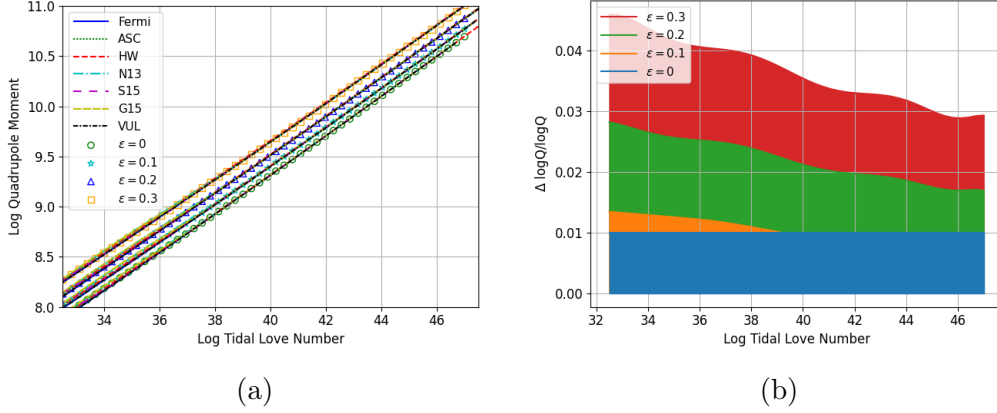 11.0
10.5
10.0
9.5
9.0
8.5
8.0
Log Quadrupole Moment
Fermi
ASC
HW
N13
S15
G15
VUL
ε = 0
ε = 0.1
ε = 0.2
ε = 0.3
34 36 38 40 42 44 46
Log Tidal Love Number
(a)
0.04
0.03
0.02
0.01
0.00
Δ logQ/logQ
ε = 0.3
ε = 0.2
ε = 0.1
ε = 0
32 34 36 38 40 42 44 46
Log Tidal Love Number
(b)